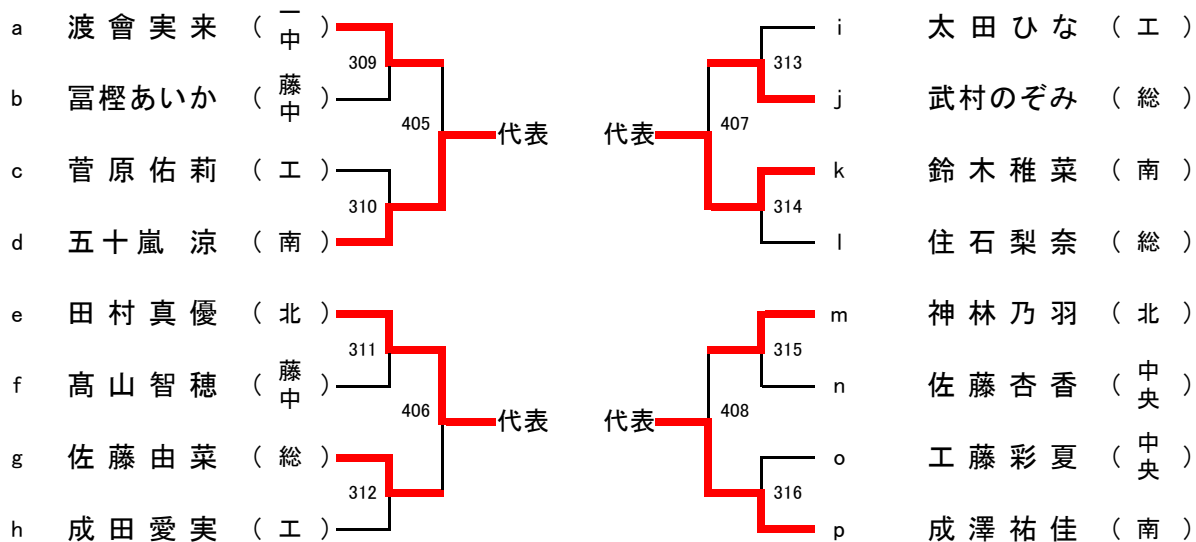 a 渡會実来 (一中)
309
b 冨樫あいか (藤中)
405 代表
c 菅原佑莉 (工)
310
d 五十嵐 涼 (南)
e 田村真優 (北)
311
f 髙山智穂 (藤中)
406 代表
g 佐藤由菜 (総)
312
h 成田愛実 (工)
i 太田ひな (工)
313
j 武村のぞみ (総)
代表 407
k 鈴木稚菜 (南)
314
l 住石梨奈 (総)
m 神林乃羽 (北)
315
n 佐藤杏香 (中央)
代表 408
o 工藤彩夏 (中央)
316
p 成澤祐佳 (南)